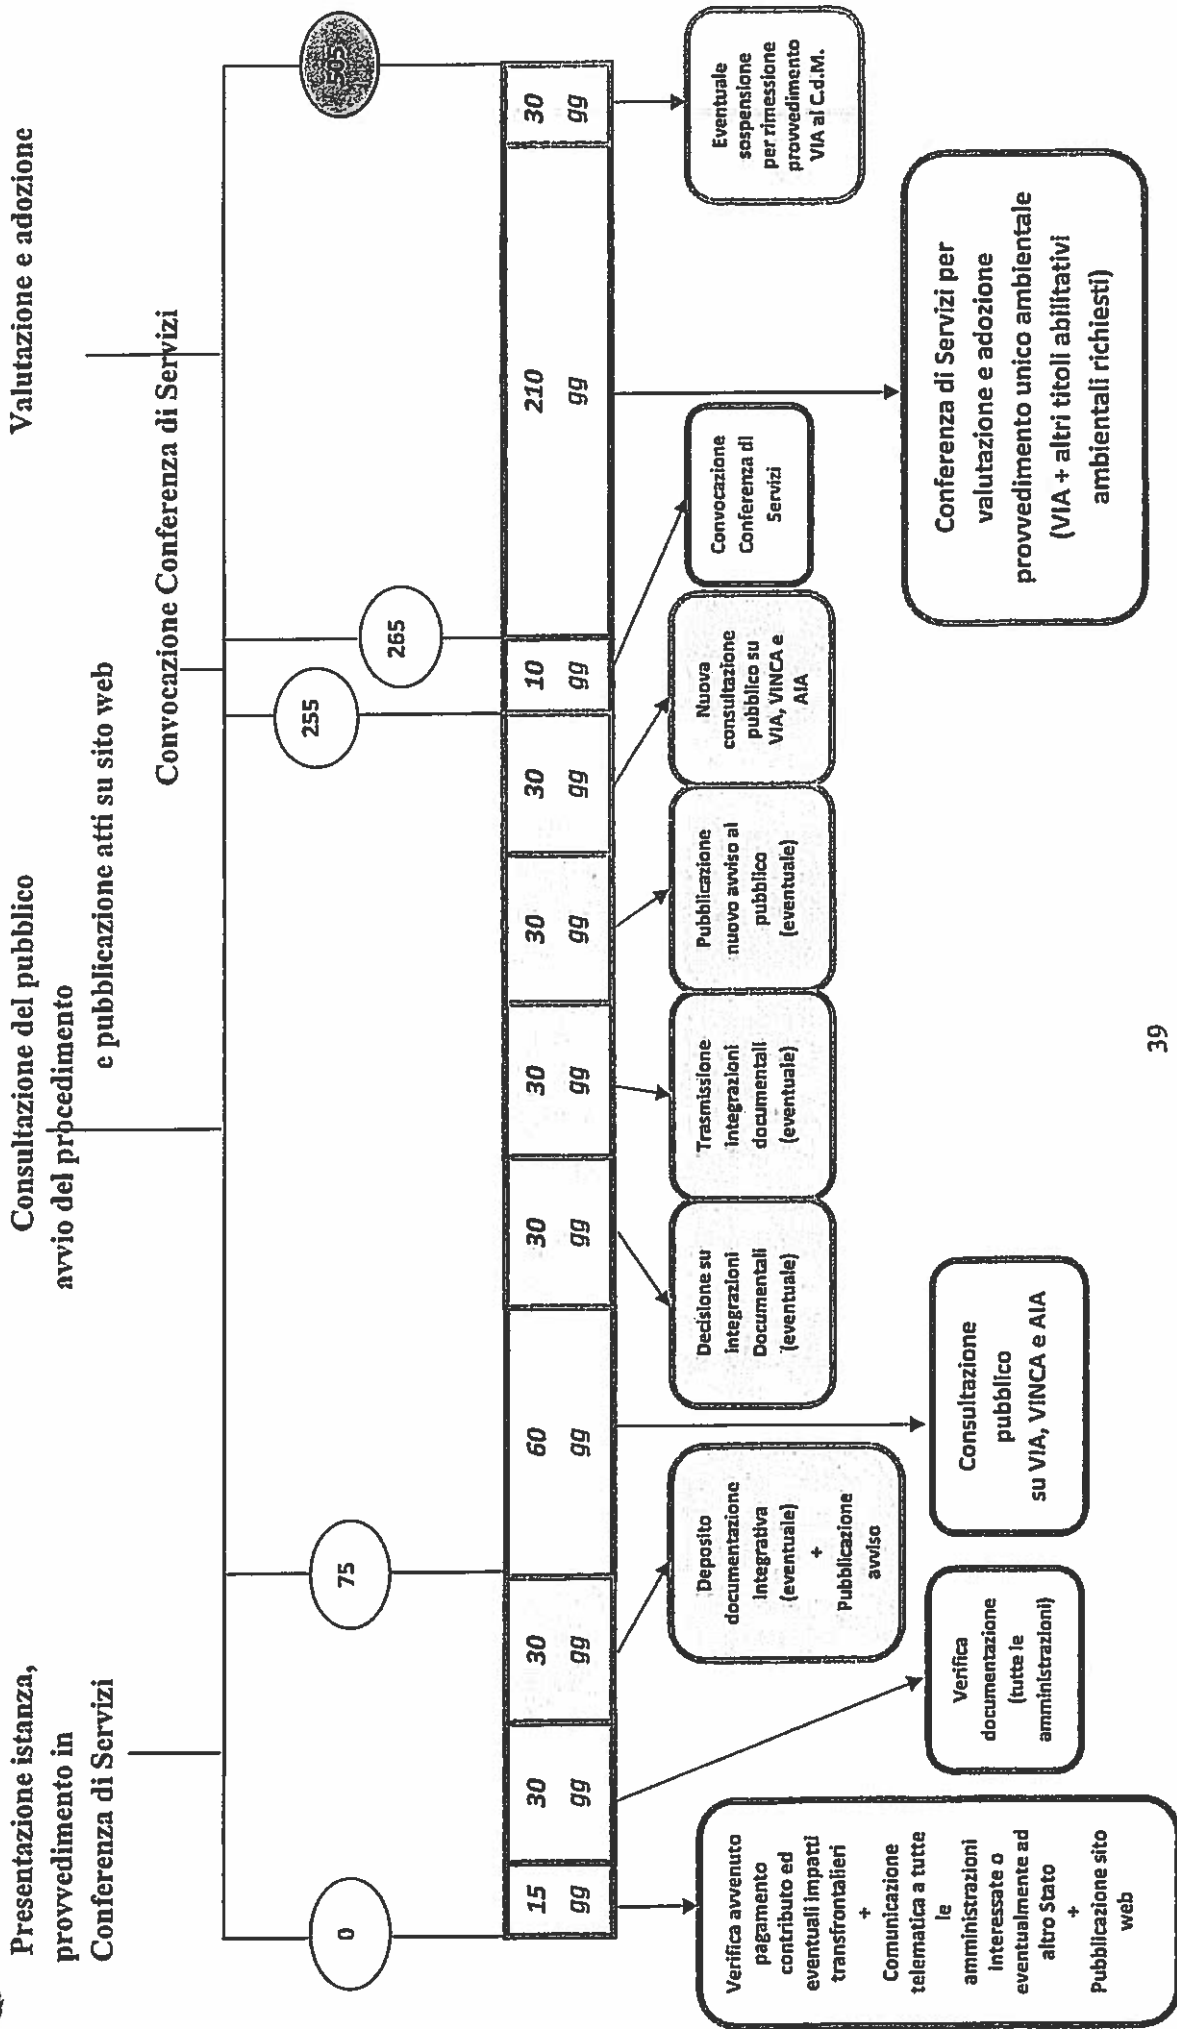 Presentazione istanza,
provvedimento in
Conferenza di Servizi
Consultazione del pubblico
avvio del procedimento
e pubblicazione atti su sito web
Convocazione Conferenza di Servizi
Valutazione e adozione
0
75
255
265
505
15
gg
30
gg
30
gg
60
gg
30
gg
30
gg
30
gg
30
gg
10
gg
210
gg
30
gg
Verifica avvenuto
pagamento
contributo ed
eventuali impatti
transfrontalieri
+
Comunicazione
telematica a tutte
le
amministrazioni
interessate o
eventualmente ad
altro Stato
+
Pubblicazione sito
web
Verifica
documentazione
(tutte le
amministrazioni)
Deposito
documentazione
integrativa
(eventuale)
+
Pubblicazione
avviso
Consultazione
pubblico
su VIA, VINCA e AIA
Decisione su
integrazioni
Documentali
(eventuale)
Trasmissione
integrazioni
documentali
(eventuale)
Pubblicazione
nuovo avviso al
pubblico
(eventuale)
Nuova
consultazione
pubblico su
VIA, VINCA e
AIA
Convocazione
Conferenza di
Servizi
Conferenza di Servizi per
valutazione e adozione
provvedimento unico ambientale
(VIA + altri titoli abilitativi
ambientali richiesti)
Eventuale
sospensione
per rimessione
provvedimento
VIA al C.d.M.
39